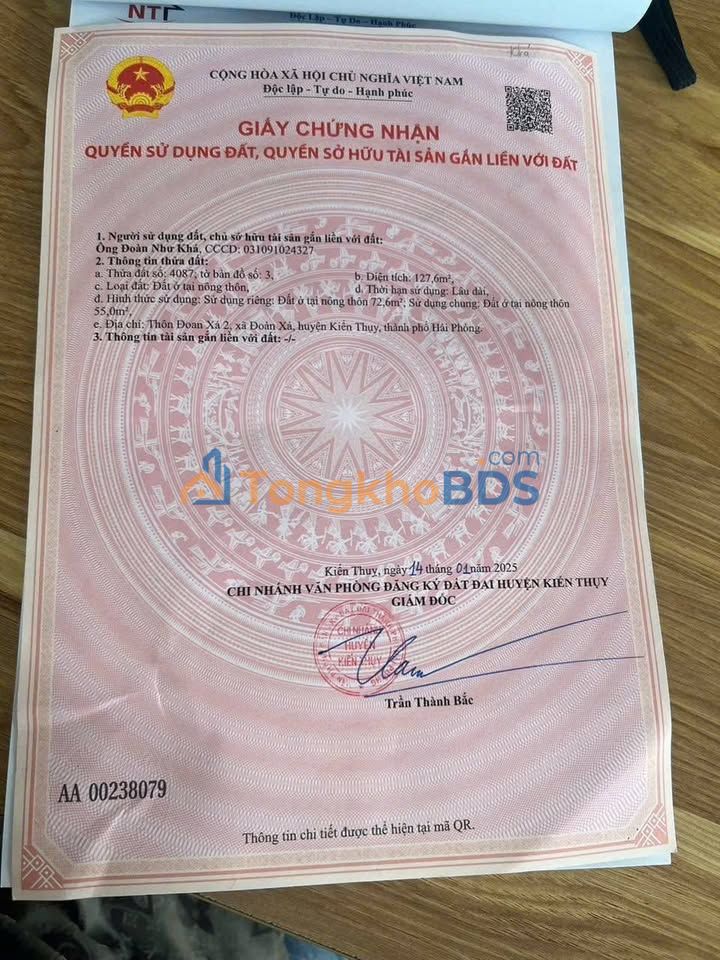 NTT
Độc Lập - Tự Do - Hạnh Phúc
Khá
CỘNG HÒA XÃ HỘI CHỦ NGHĨA VIỆT NAM
Độc lập - Tự do - Hạnh phúc
GIẤY CHỨNG NHẬN
QUYỀN SỬ DỤNG ĐẤT, QUYỀN SỞ HỮU TÀI SẢN GẮN LIỀN VỚI ĐẤT
1. Người sử dụng đất, chủ sở hữu tài sản gắn liền với đất:
Ông Đoàn Như Khá, CCCD: 031091024327
2. Thông tin thửa đất:
a. Thửa đất số: 4087; tờ bản đồ số: 3, b. Diện tích: 127,6m²,
c. Loại đất: Đất ở tại nông thôn, d. Thời hạn sử dụng: Lâu dài,
đ. Hình thức sử dụng: Sử dụng riêng: Đất ở tại nông thôn 72,6m²; Sử dụng chung: Đất ở tại nông thôn
55,0m²,
e. Địa chỉ: Thôn Đoan Xá 2, xã Đoàn Xá, huyện Kiến Thụy, thành phố Hải Phòng.
3. Thông tin tài sản gắn liền với đất: -/-
TongkhoBDS.com
Kiến Thụy, ngày 14 tháng 01 năm 2025
CHI NHÁNH VĂN PHÒNG ĐĂNG KÝ ĐẤT ĐAI HUYỆN KIẾN THỤY
GIÁM ĐỐC
CHI NHÁNH
HUYỆN
KIẾN THỤY
Trần Thành Bắc
AA 00238079
Thông tin chi tiết được thể hiện tại mã QR.